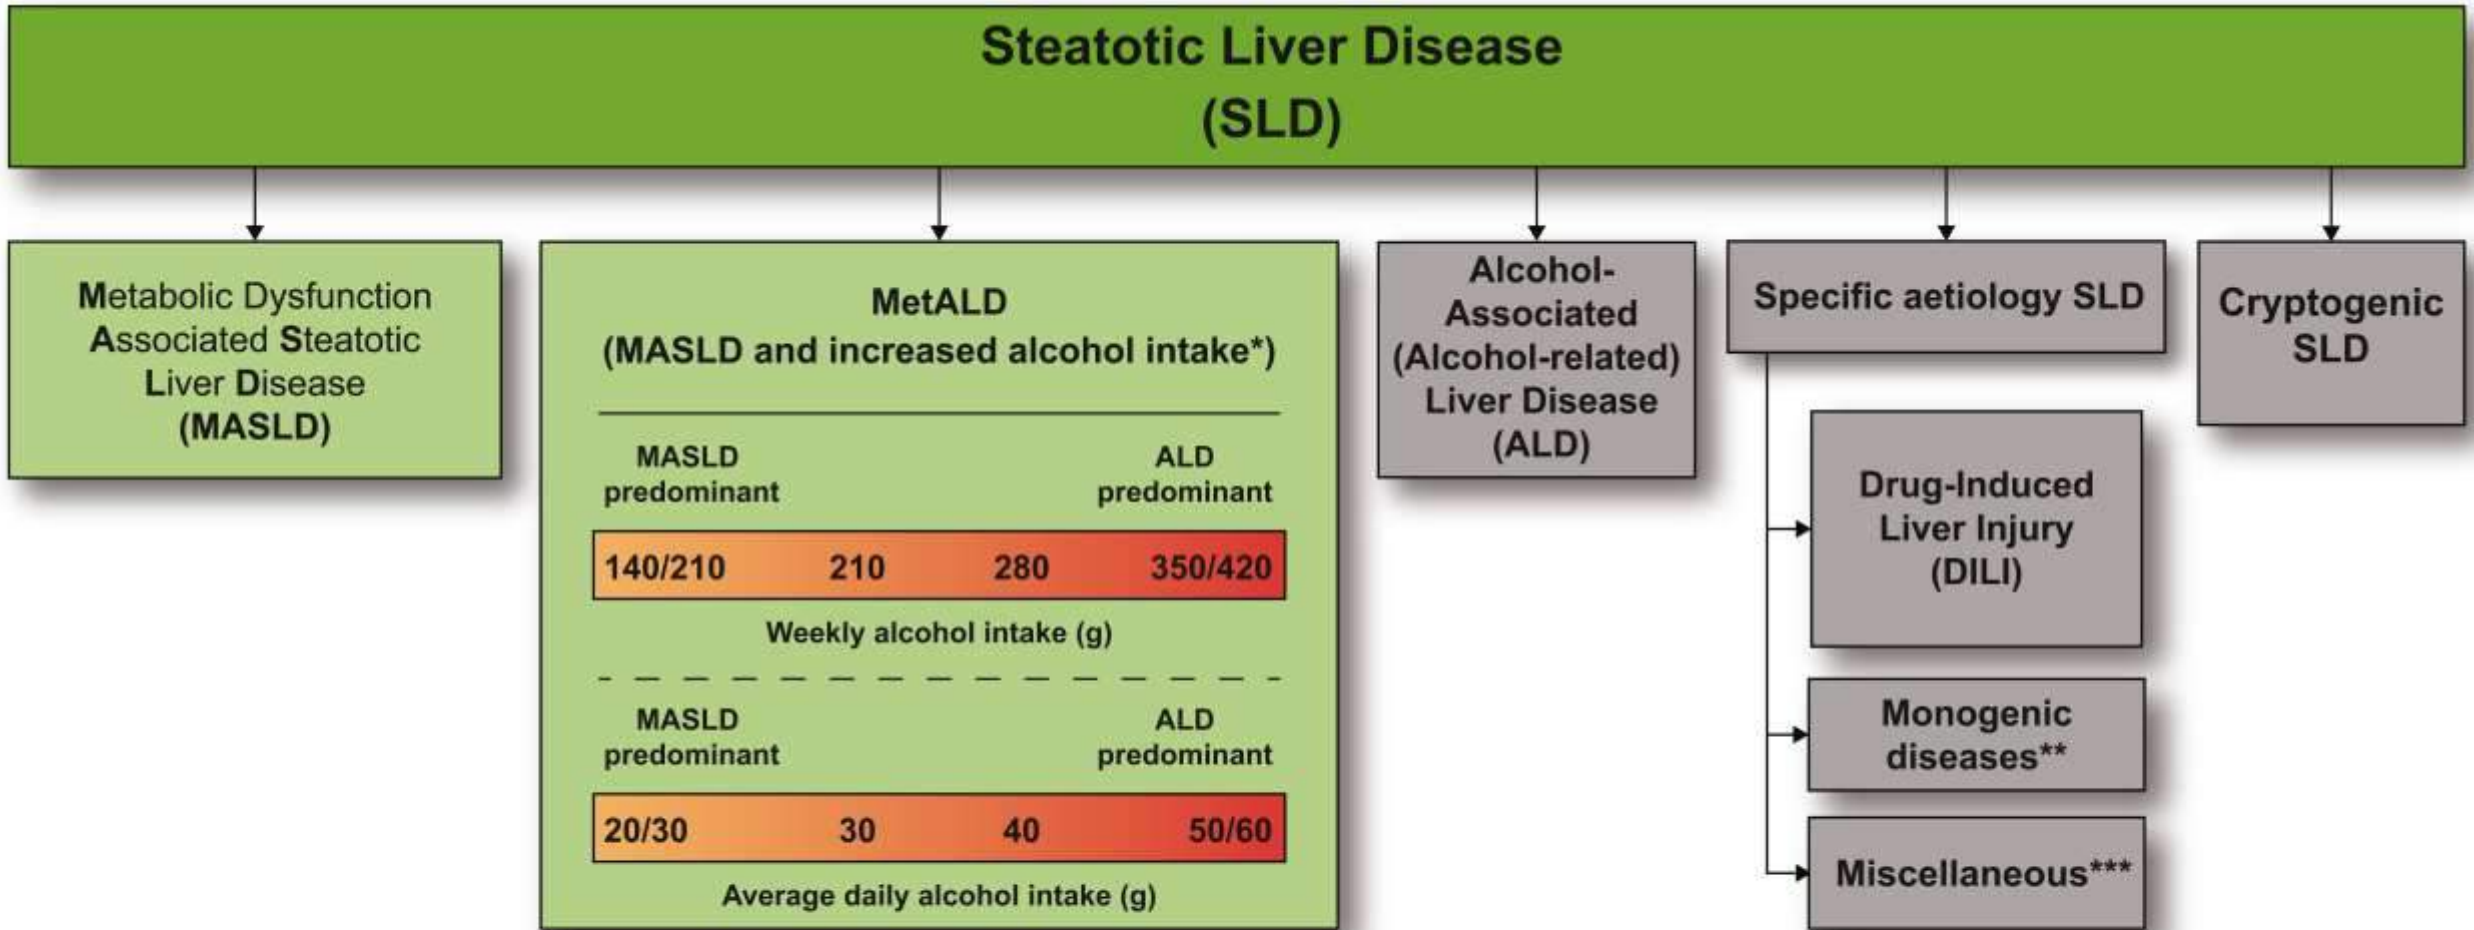 Steatotic Liver Disease
(SLD)
Metabolic Dysfunction
Associated Steatotic
Liver Disease
(MASLD)
MetALD
(MASLD and increased alcohol intake*)
MASLD
predominant
ALD
predominant
140/210 210 280 350/420
Weekly alcohol intake (g)
MASLD
predominant
ALD
predominant
20/30 30 40 50/60
Average daily alcohol intake (g)
Alcohol-
Associated
(Alcohol-related)
Liver Disease
(ALD)
Specific aetiology SLD
Drug-Induced
Liver Injury
(DILI)
Monogenic
diseases**
Miscellaneous***
Cryptogenic
SLD